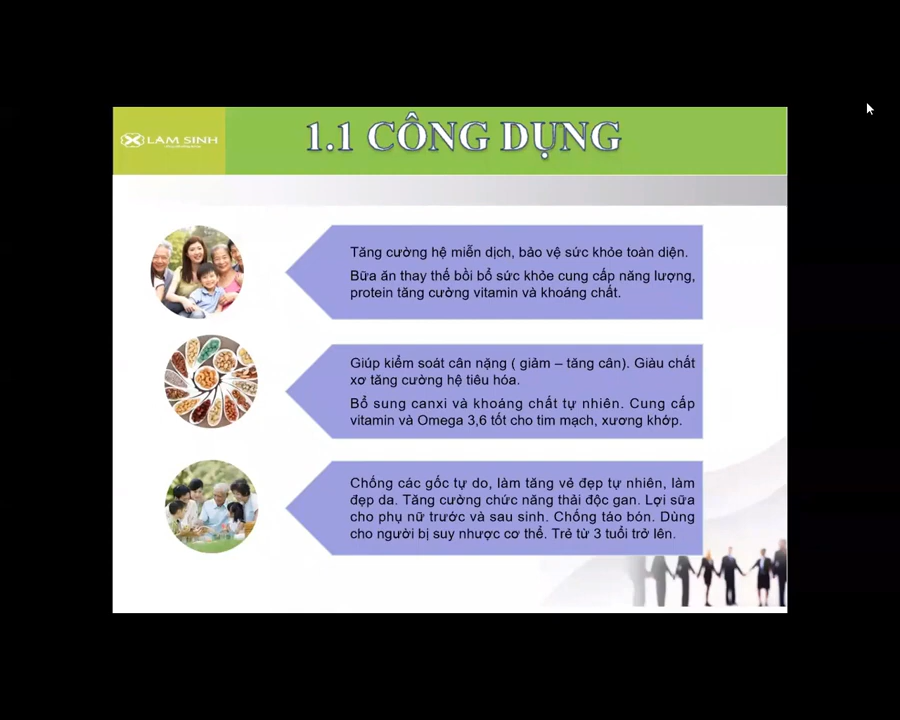 LAM SINH
1.1 CÔNG DỤNG
Tăng cường hệ miễn dịch, bảo vệ sức khỏe toàn diện.
Bữa ăn thay thế bồi bổ sức khỏe cung cấp năng lượng,
protein tăng cường vitamin và khoáng chất.
Giúp kiểm soát cân nặng ( giảm – tăng cân). Giàu chất
xơ tăng cường hệ tiêu hóa.
Bổ sung canxi và khoáng chất tự nhiên. Cung cấp
vitamin và Omega 3,6 tốt cho tim mạch, xương khớp.
Chống các gốc tự do, làm tăng vẻ đẹp tự nhiên, làm
đẹp da. Tăng cường chức năng thải độc gan. Lợi sữa
cho phụ nữ trước và sau sinh. Chống táo bón. Dùng
cho người bị suy nhược cơ thể. Trẻ từ 3 tuổi trở lên.